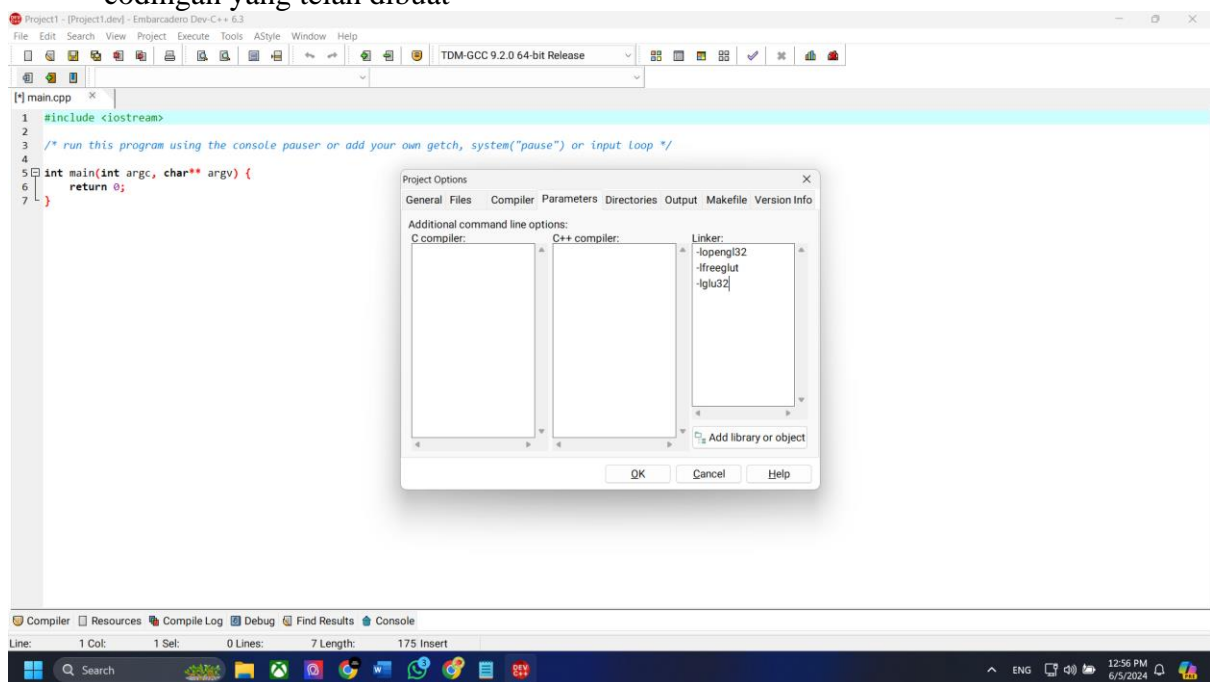 codingan yang telah dibuat
Project1 - [Project1.dev] - Embarcadero Dev-C++ 6.3
File Edit Search View Project Execute Tools AStyle Window Help
TDM-GCC 9.2.0 64-bit Release
[*] main.cpp
1 #include <iostream>
2
3 /* run this program using the console pauser or add your own getch, system("pause") or input loop */
4
5 int main(int argc, char** argv) {
6 return 0;
7 }
Project Options
General Files Compiler Parameters Directories Output Makefile Version Info
Additional command line options:
C compiler: C++ compiler: Linker:
-lopengl32
-lfreeglut
-lglu32
Add library or object
OK Cancel Help
Compiler Resources Compile Log Debug Find Results Console
Line: 1 Col: 1 Sel: 0 Lines: 7 Length: 175 Insert
Search ENG 12:56 PM
6/5/2024